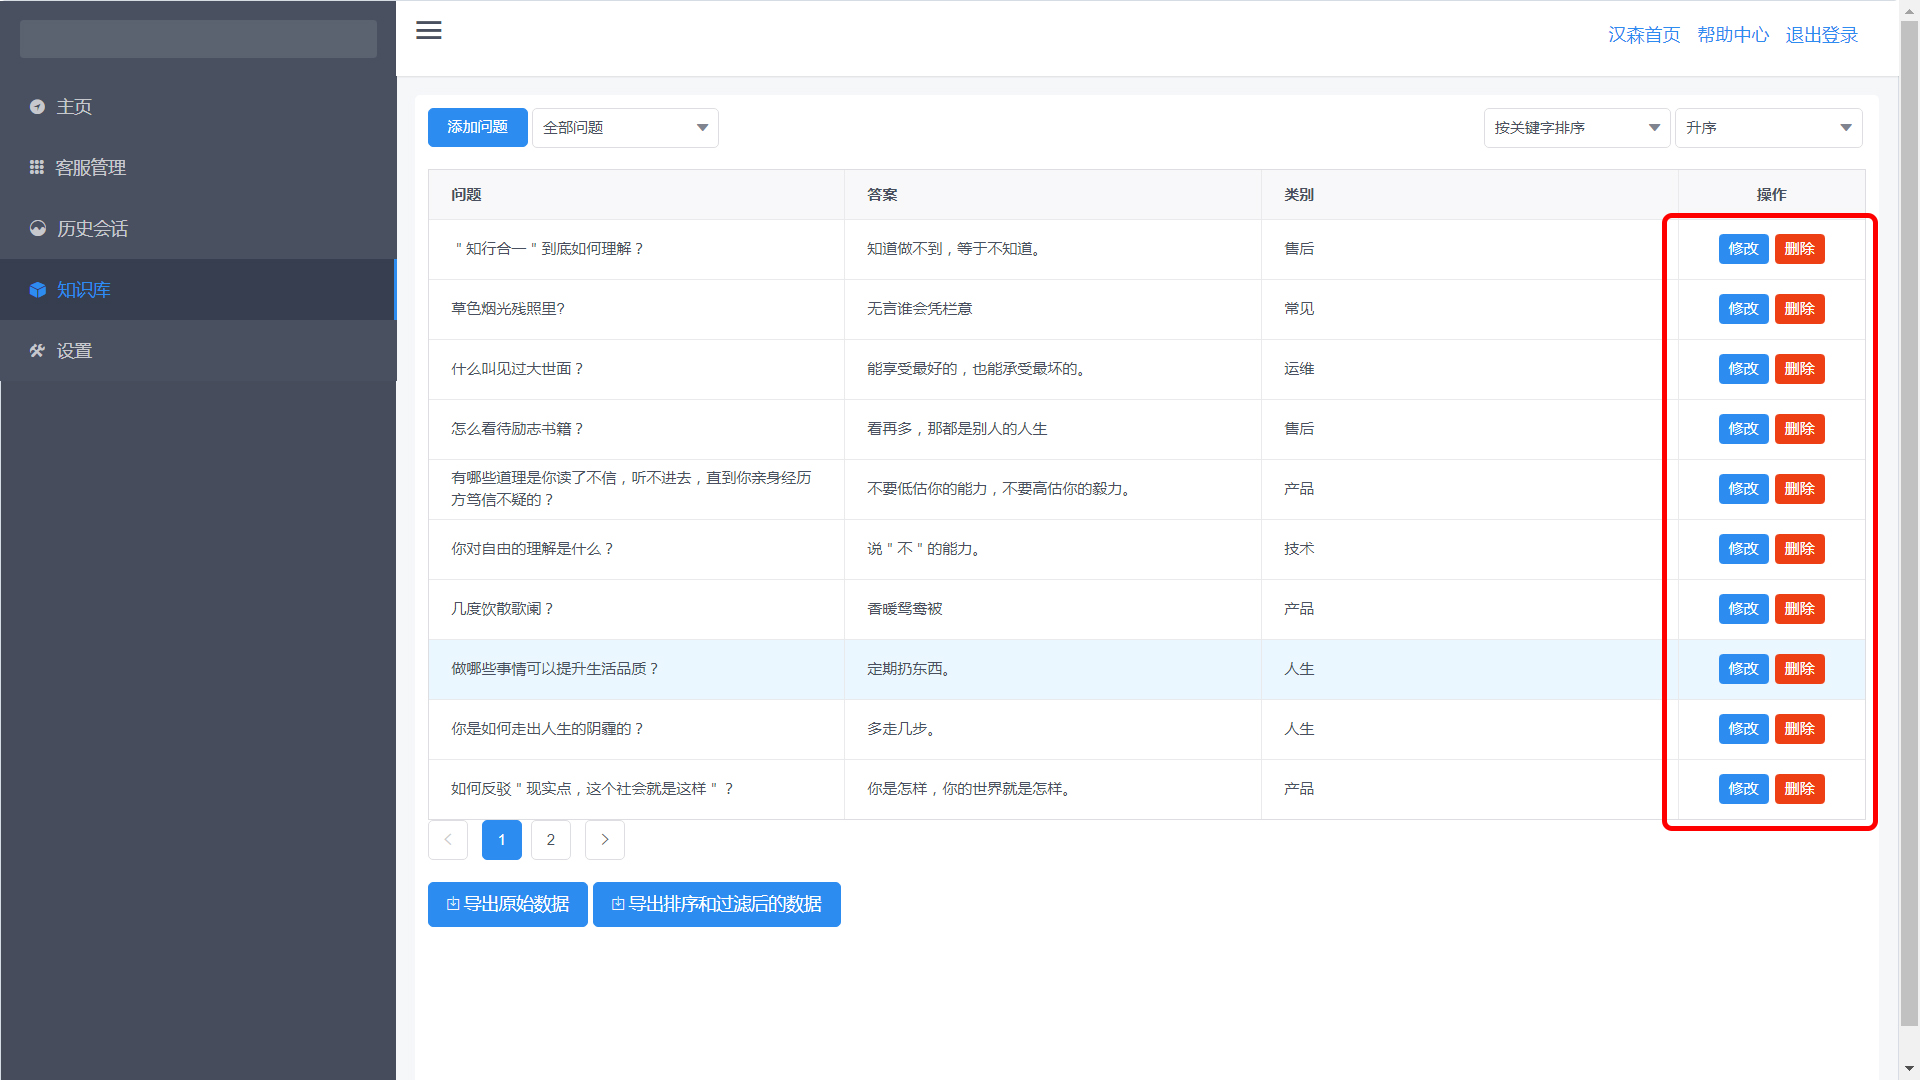 汉森首页 帮助中心 退出登录
主页
客服管理
历史会话
知识库
设置
添加问题 全部问题 按关键字排序 升序
问题 答案 类别 操作
＂知行合一＂到底如何理解？ 知道做不到，等于不知道。 售后 修改 删除
草色烟光残照里? 无言谁会凭栏意 常见 修改 删除
什么叫见过大世面？ 能享受最好的，也能承受最坏的。 运维 修改 删除
怎么看待励志书籍？ 看再多，那都是别人的人生 售后 修改 删除
有哪些道理是你读了不信，听不进去，直到你亲身经历
方笃信不疑的？ 不要低估你的能力，不要高估你的毅力。 产品 修改 删除
你对自由的理解是什么？ 说＂不＂的能力。 技术 修改 删除
几度饮散歌阑？ 香暖鸳鸯被 产品 修改 删除
做哪些事情可以提升生活品质？ 定期扔东西。 人生 修改 删除
你是如何走出人生的阴霾的？ 多走几步。 人生 修改 删除
如何反驳＂现实点，这个社会就是这样＂？ 你是怎样，你的世界就是怎样。 产品 修改 删除
1 2
导出原始数据 导出排序和过滤后的数据